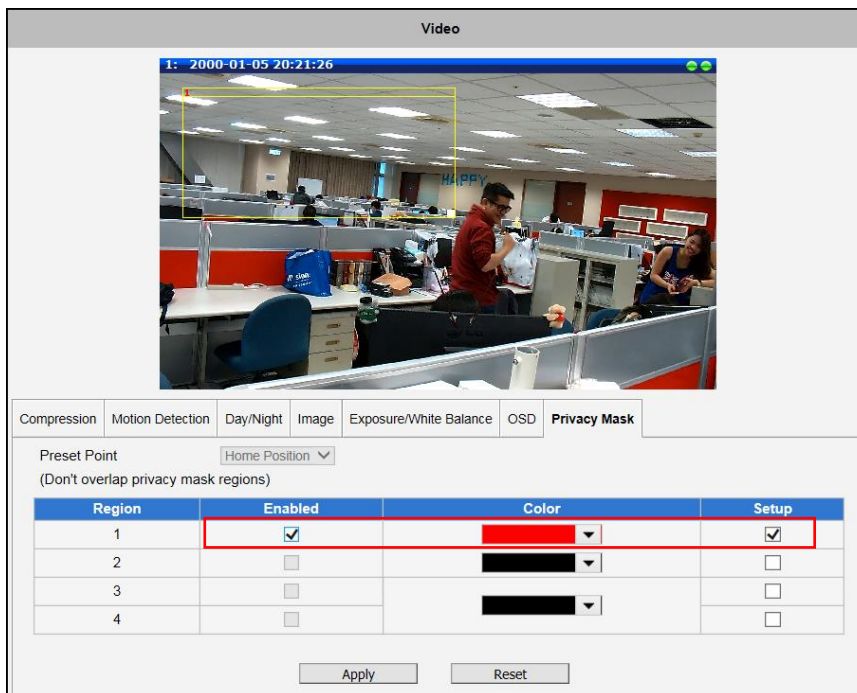 Video
1: 2000-01-05 20:21:26
1
HAPPY
Compression Motion Detection Day/Night Image Exposure/White Balance OSD Privacy Mask
Preset Point Home Position
(Don't overlap privacy mask regions)
Region Enabled Color Setup
1
2
3
4
Apply Reset